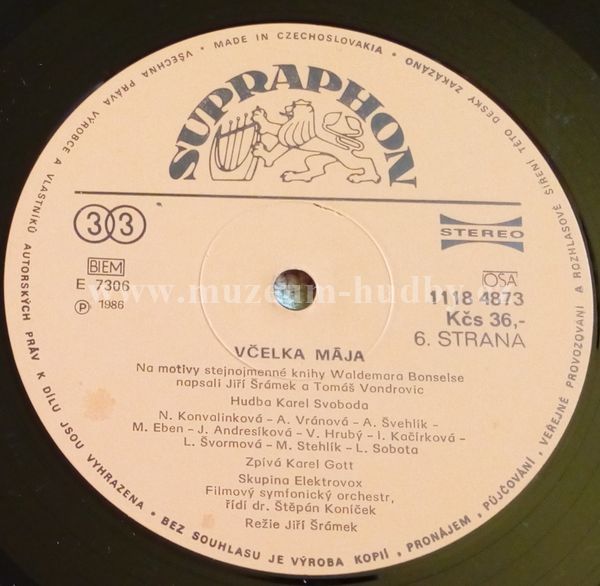 VŠECHNA PRÁVA VÝROBCE A VLASTNÍKŮ AUTORSKÝCH PRÁV K DÍLU JSOU VYHRAZENA • BEZ SOUHLASU JE VÝROBA KOPIÍ, PRONÁJEM, PŮJČOVÁNÍ, VEŘEJNÉ PROVOZOVÁNÍ A ROZHLASOVÉ ŠÍŘENÍ TÉTO DESKY ZAKÁZÁNO • MADE IN CZECHOSLOVAKIA •
SUPRAPHON
33
STEREO
BIEM
E 7306
℗ 1986
OSA
1118 4873
Kčs 36,-
6. STRANA
www.muzeum-hudby.cz
VČELKA MÁJA
Na motivy stejnojmenné knihy Waldemara Bonselse
napsali Jiří Šrámek a Tomáš Vondrovic
Hudba Karel Svoboda
N. Konvalinková – A. Vránová – A. Švehlík –
M. Eben – J. Andresíková – V. Hrubý – I. Kačírková –
L. Švormová – M. Stehlík – L. Sobota
Zpívá Karel Gott
Skupina Elektrovox
Filmový symfonický orchestr,
řídí dr. Štěpán Koníček
Režie Jiří Šrámek